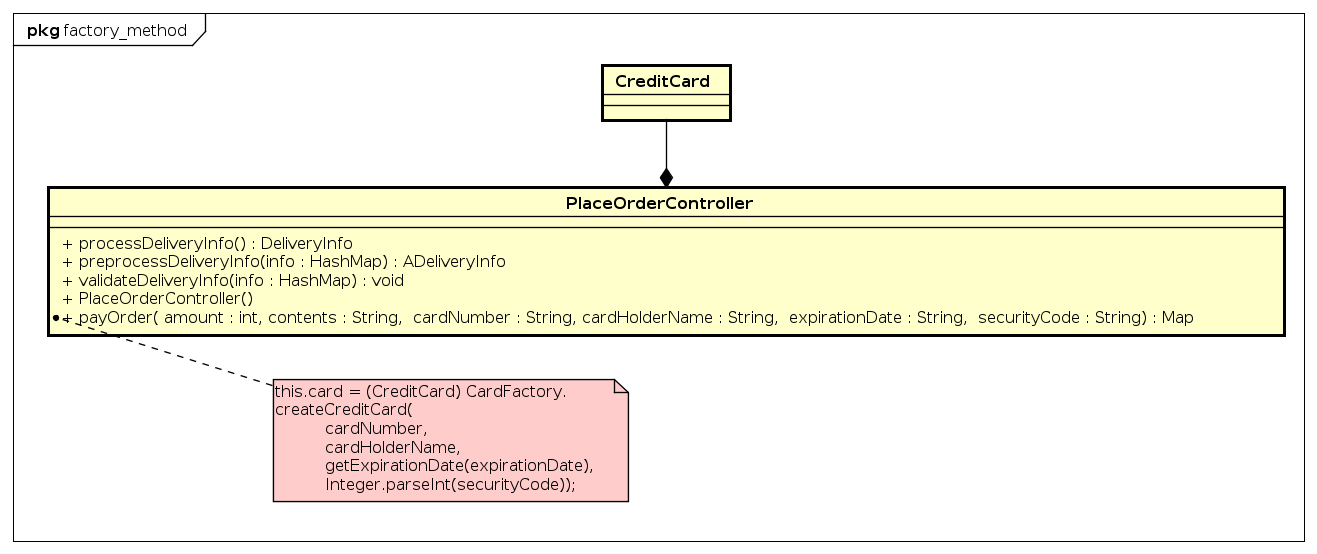 pkg factory_method
CreditCard
PlaceOrderController
+ processDeliveryInfo() : DeliveryInfo
+ preprocessDeliveryInfo(info : HashMap) : ADeliveryInfo
+ validateDeliveryInfo(info : HashMap) : void
+ PlaceOrderController()
+ payOrder( amount : int, contents : String,  cardNumber : String, cardHolderName : String,  expirationDate : String,  securityCode : String) : Map
this.card = (CreditCard) CardFactory.
createCreditCard(
cardNumber,
cardHolderName,
getExpirationDate(expirationDate),
Integer.parseInt(securityCode));